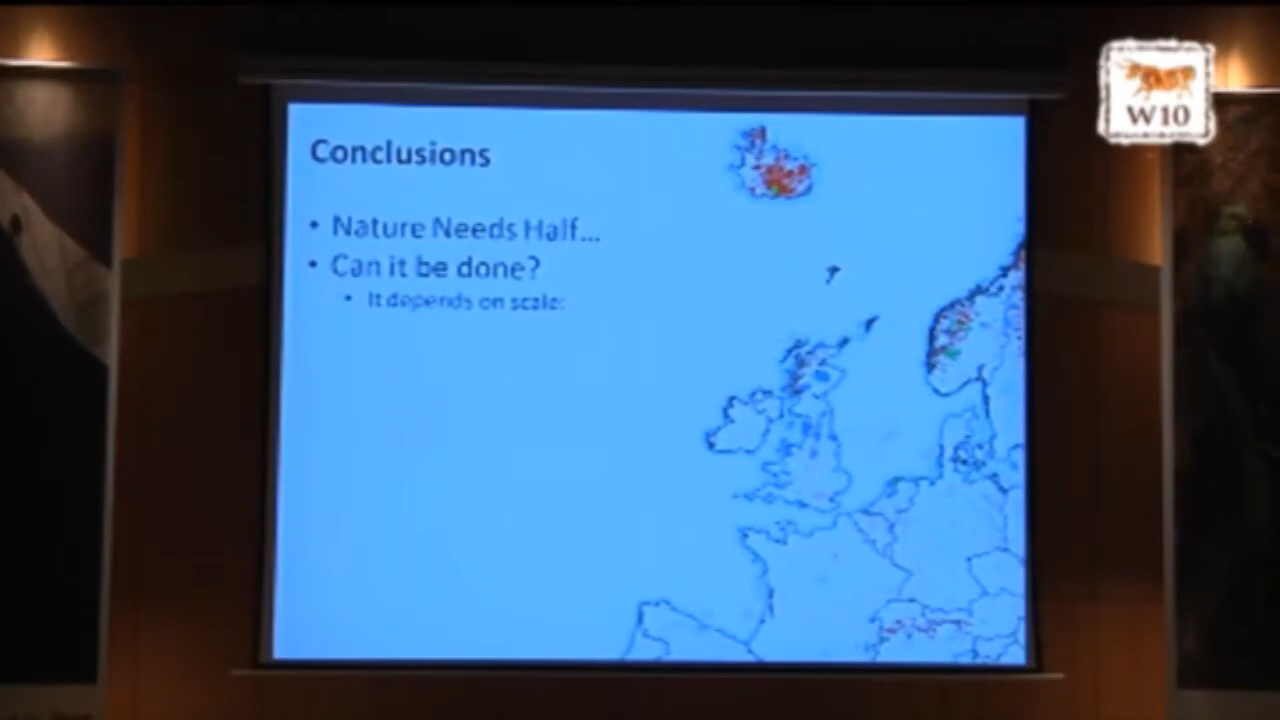 W10
Conclusions
• Nature Needs Half...
• Can it be done?
• It depends on scale: